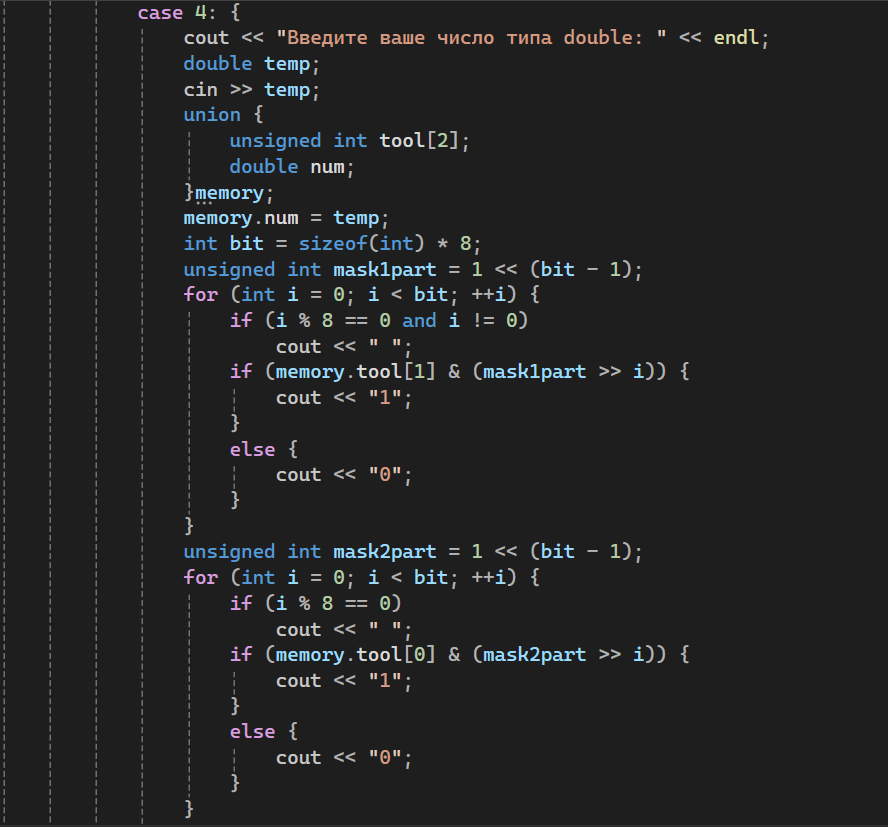 case 4: {
cout << "Введите ваше число типа double: " << endl;
double temp;
cin >> temp;
union {
unsigned int tool[2];
double num;
}memory;
memory.num = temp;
int bit = sizeof(int) * 8;
unsigned int mask1part = 1 << (bit - 1);
for (int i = 0; i < bit; ++i) {
if (i % 8 == 0 and i != 0)
cout << " ";
if (memory.tool[1] & (mask1part >> i)) {
cout << "1";
}
else {
cout << "0";
}
}
unsigned int mask2part = 1 << (bit - 1);
for (int i = 0; i < bit; ++i) {
if (i % 8 == 0)
cout << " ";
if (memory.tool[0] & (mask2part >> i)) {
cout << "1";
}
else {
cout << "0";
}
}